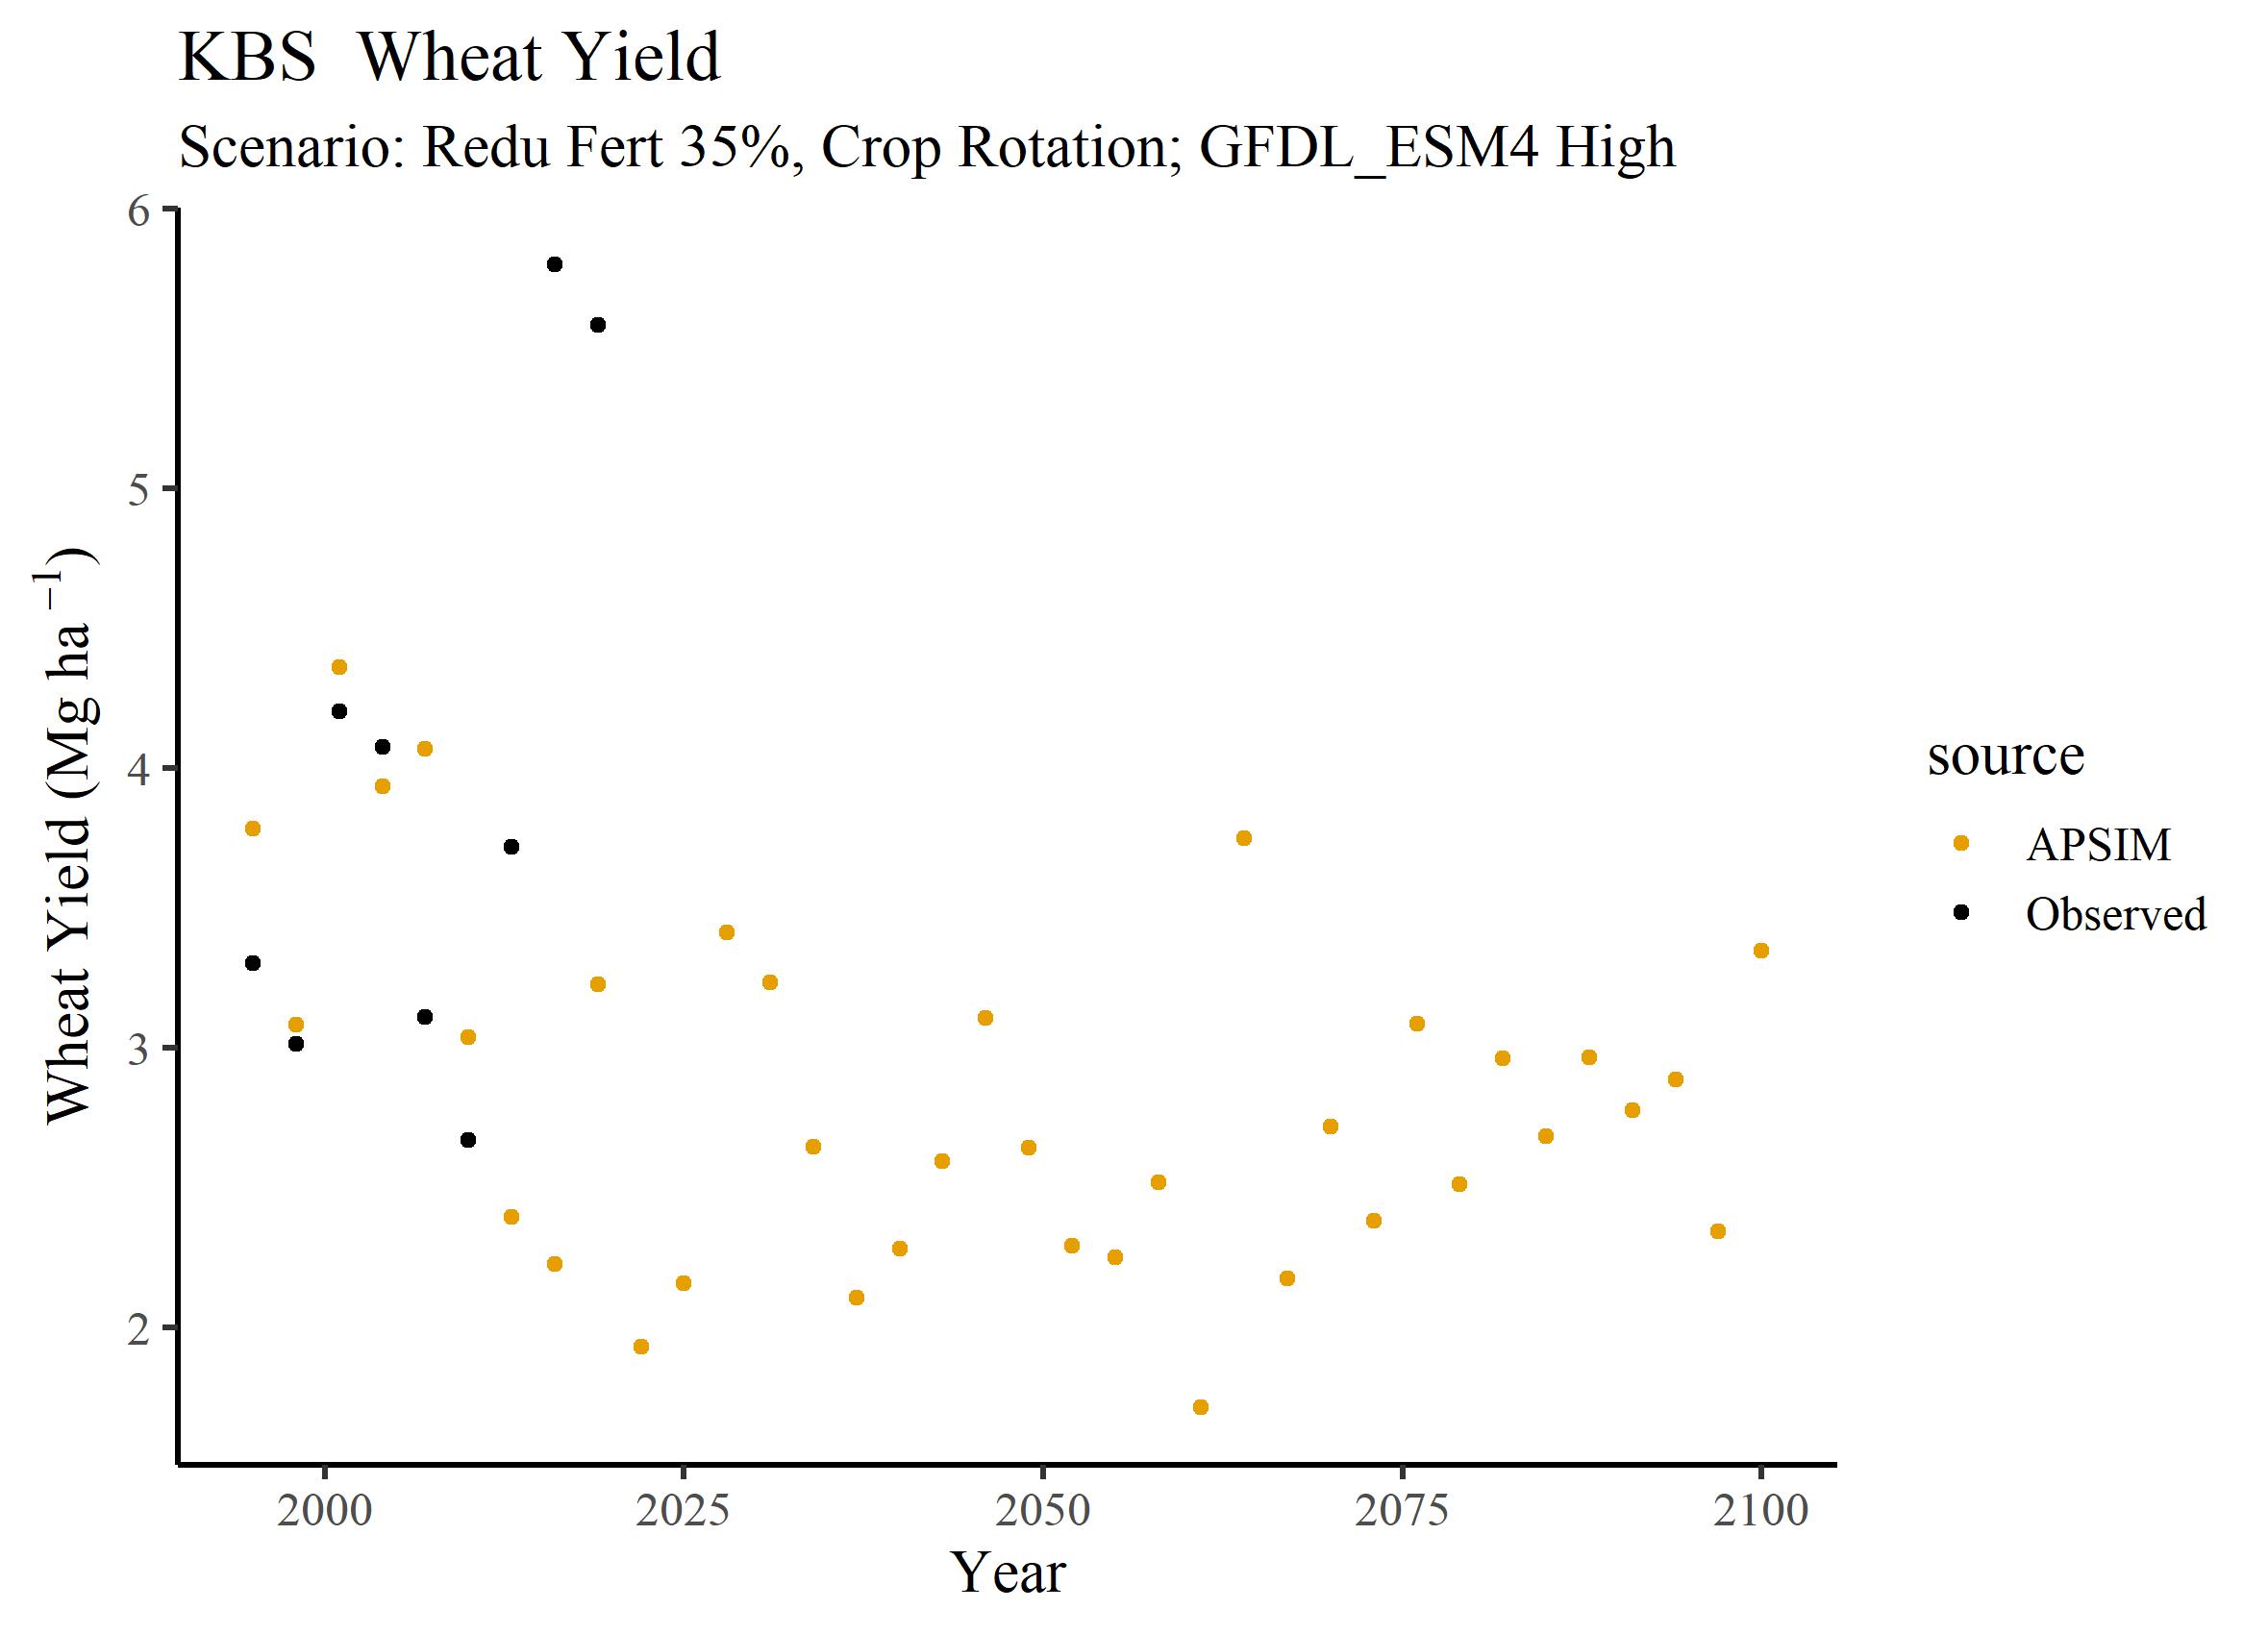 KBS  Wheat Yield
Scenario: Redu Fert 35%, Crop Rotation; GFDL_ESM4 High
6
5
4
3
2
Wheat Yield (Mg ha⁻¹)
2000 2025 2050 2075 2100
Year
source
APSIM
Observed